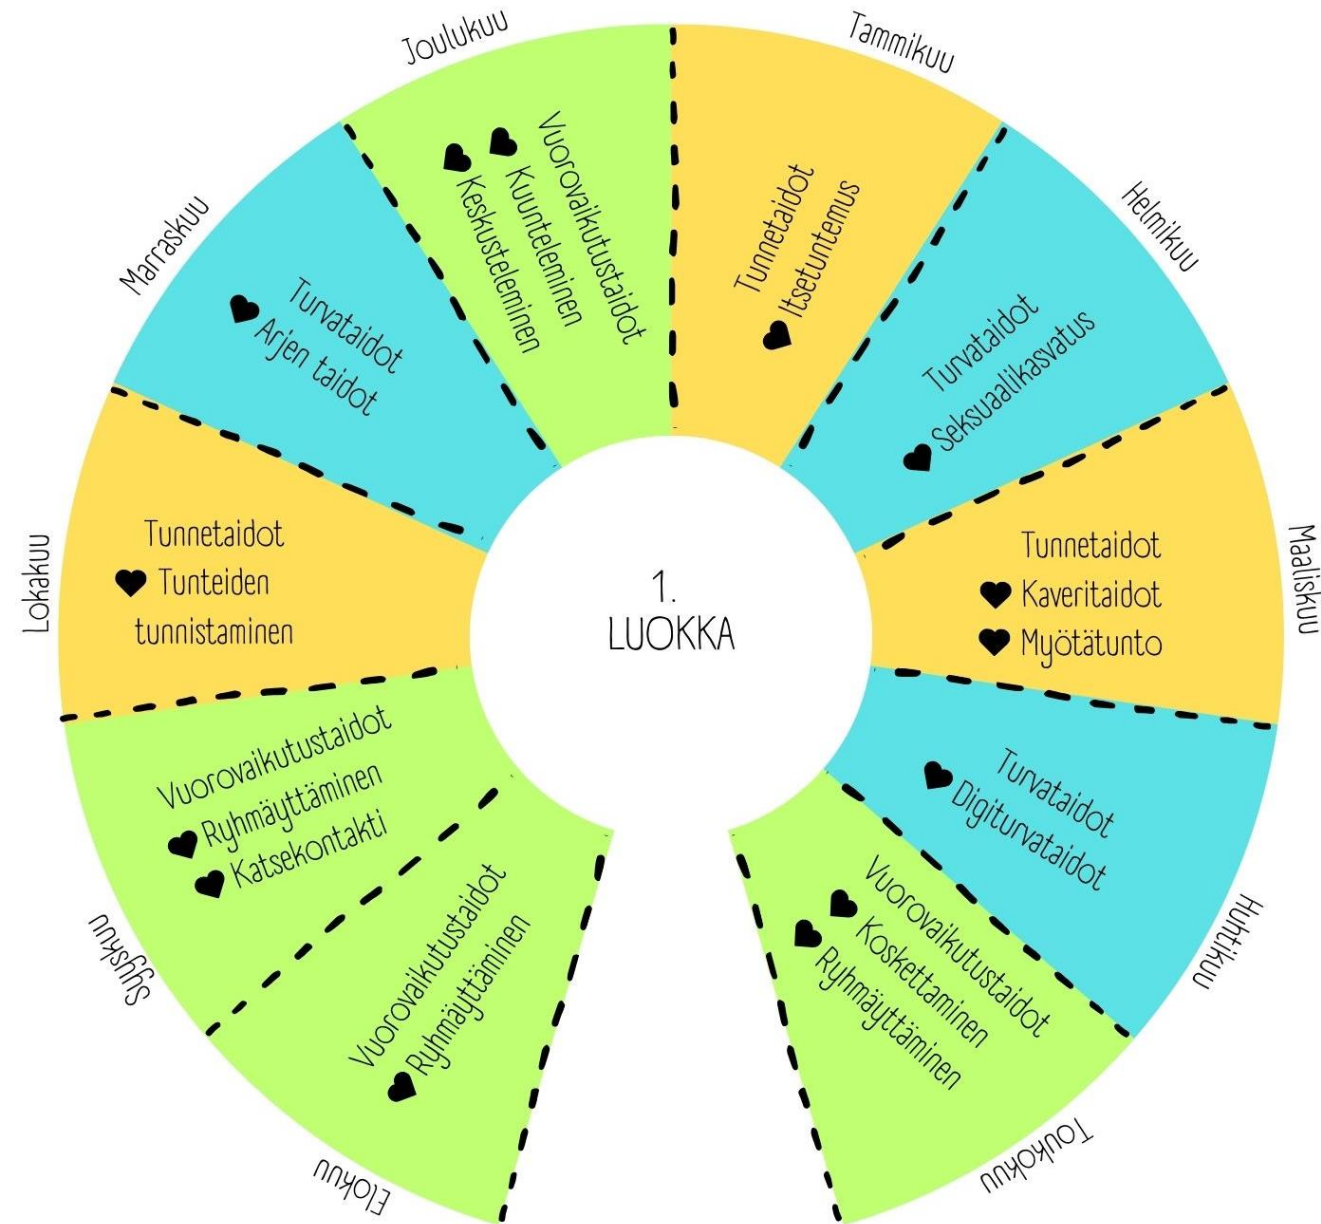 1.
LUOKKA
Elokuu
Vuorovaikutustaidot
Ryhmäyttäminen
Syyskuu
Vuorovaikutustaidot
Ryhmäyttäminen
Katsekontakti
Lokakuu
Tunnetaidot
Tunteiden
tunnistaminen
Marraskuu
Turvataidot
Arjen taidot
Joulukuu
Vuorovaikutustaidot
Kuunteleminen
Keskusteleminen
Tammikuu
Tunnetaidot
Itsetuntemus
Helmikuu
Turvataidot
Seksuaalikasvatus
Maaliskuu
Tunnetaidot
Kaveritaidot
Myötätunto
Huhtikuu
Turvataidot
Digiturvataidot
Toukokuu
Vuorovaikutustaidot
Koskettaminen
Ryhmäyttäminen